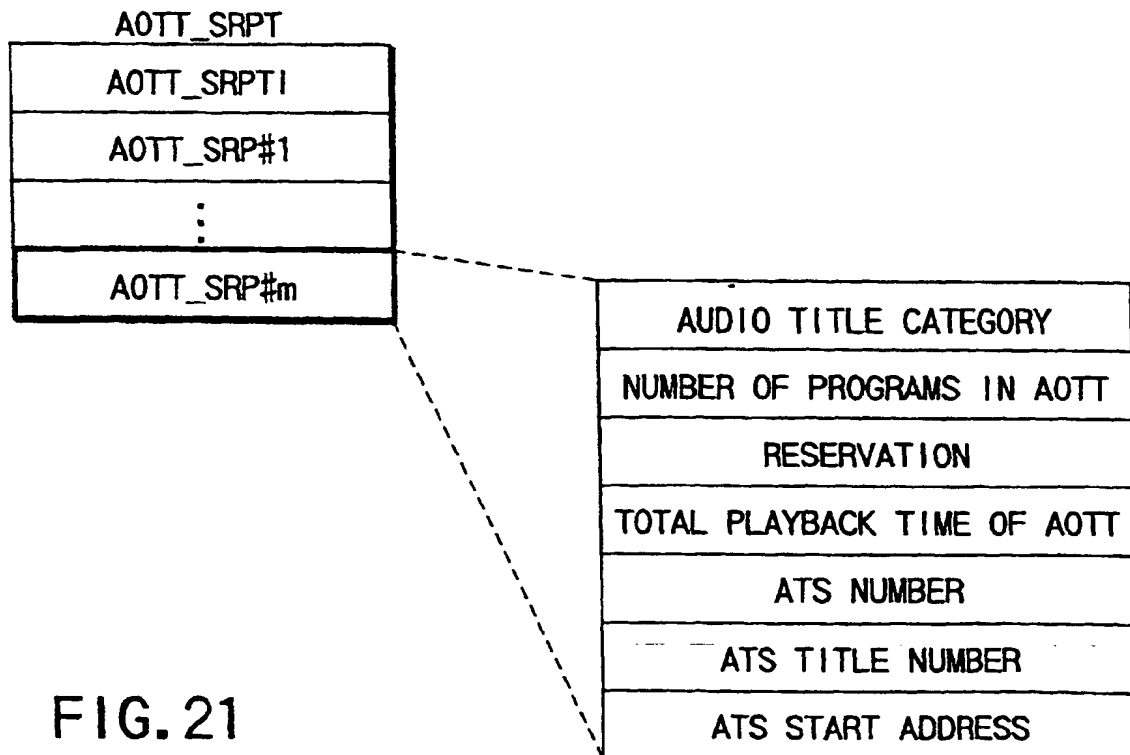 AOTT_SRPT
AOTT_SRPTI
AOTT_SRP#1
⋮
AOTT_SRP#m
AUDIO TITLE CATEGORY
NUMBER OF PROGRAMS IN AOTT
RESERVATION
TOTAL PLAYBACK TIME OF AOTT
ATS NUMBER
ATS TITLE NUMBER
ATS START ADDRESS
FIG.21